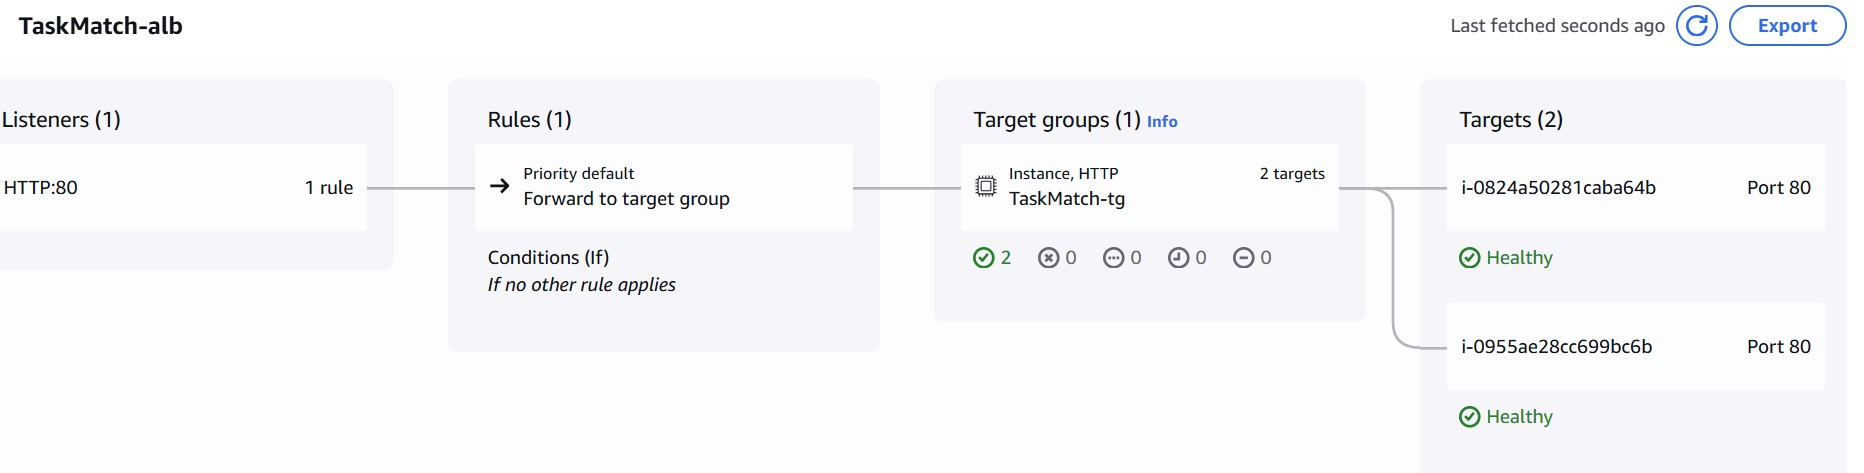 TaskMatch-alb
Last fetched seconds ago
Export
Listeners (1)
HTTP:80 1 rule
Rules (1)
Priority default
Forward to target group
Conditions (If)
If no other rule applies
Target groups (1) Info
Instance, HTTP 2 targets
TaskMatch-tg
2 0 0 0 0
Targets (2)
i-0824a50281caba64b Port 80
Healthy
i-0955ae28cc699bc6b Port 80
Healthy